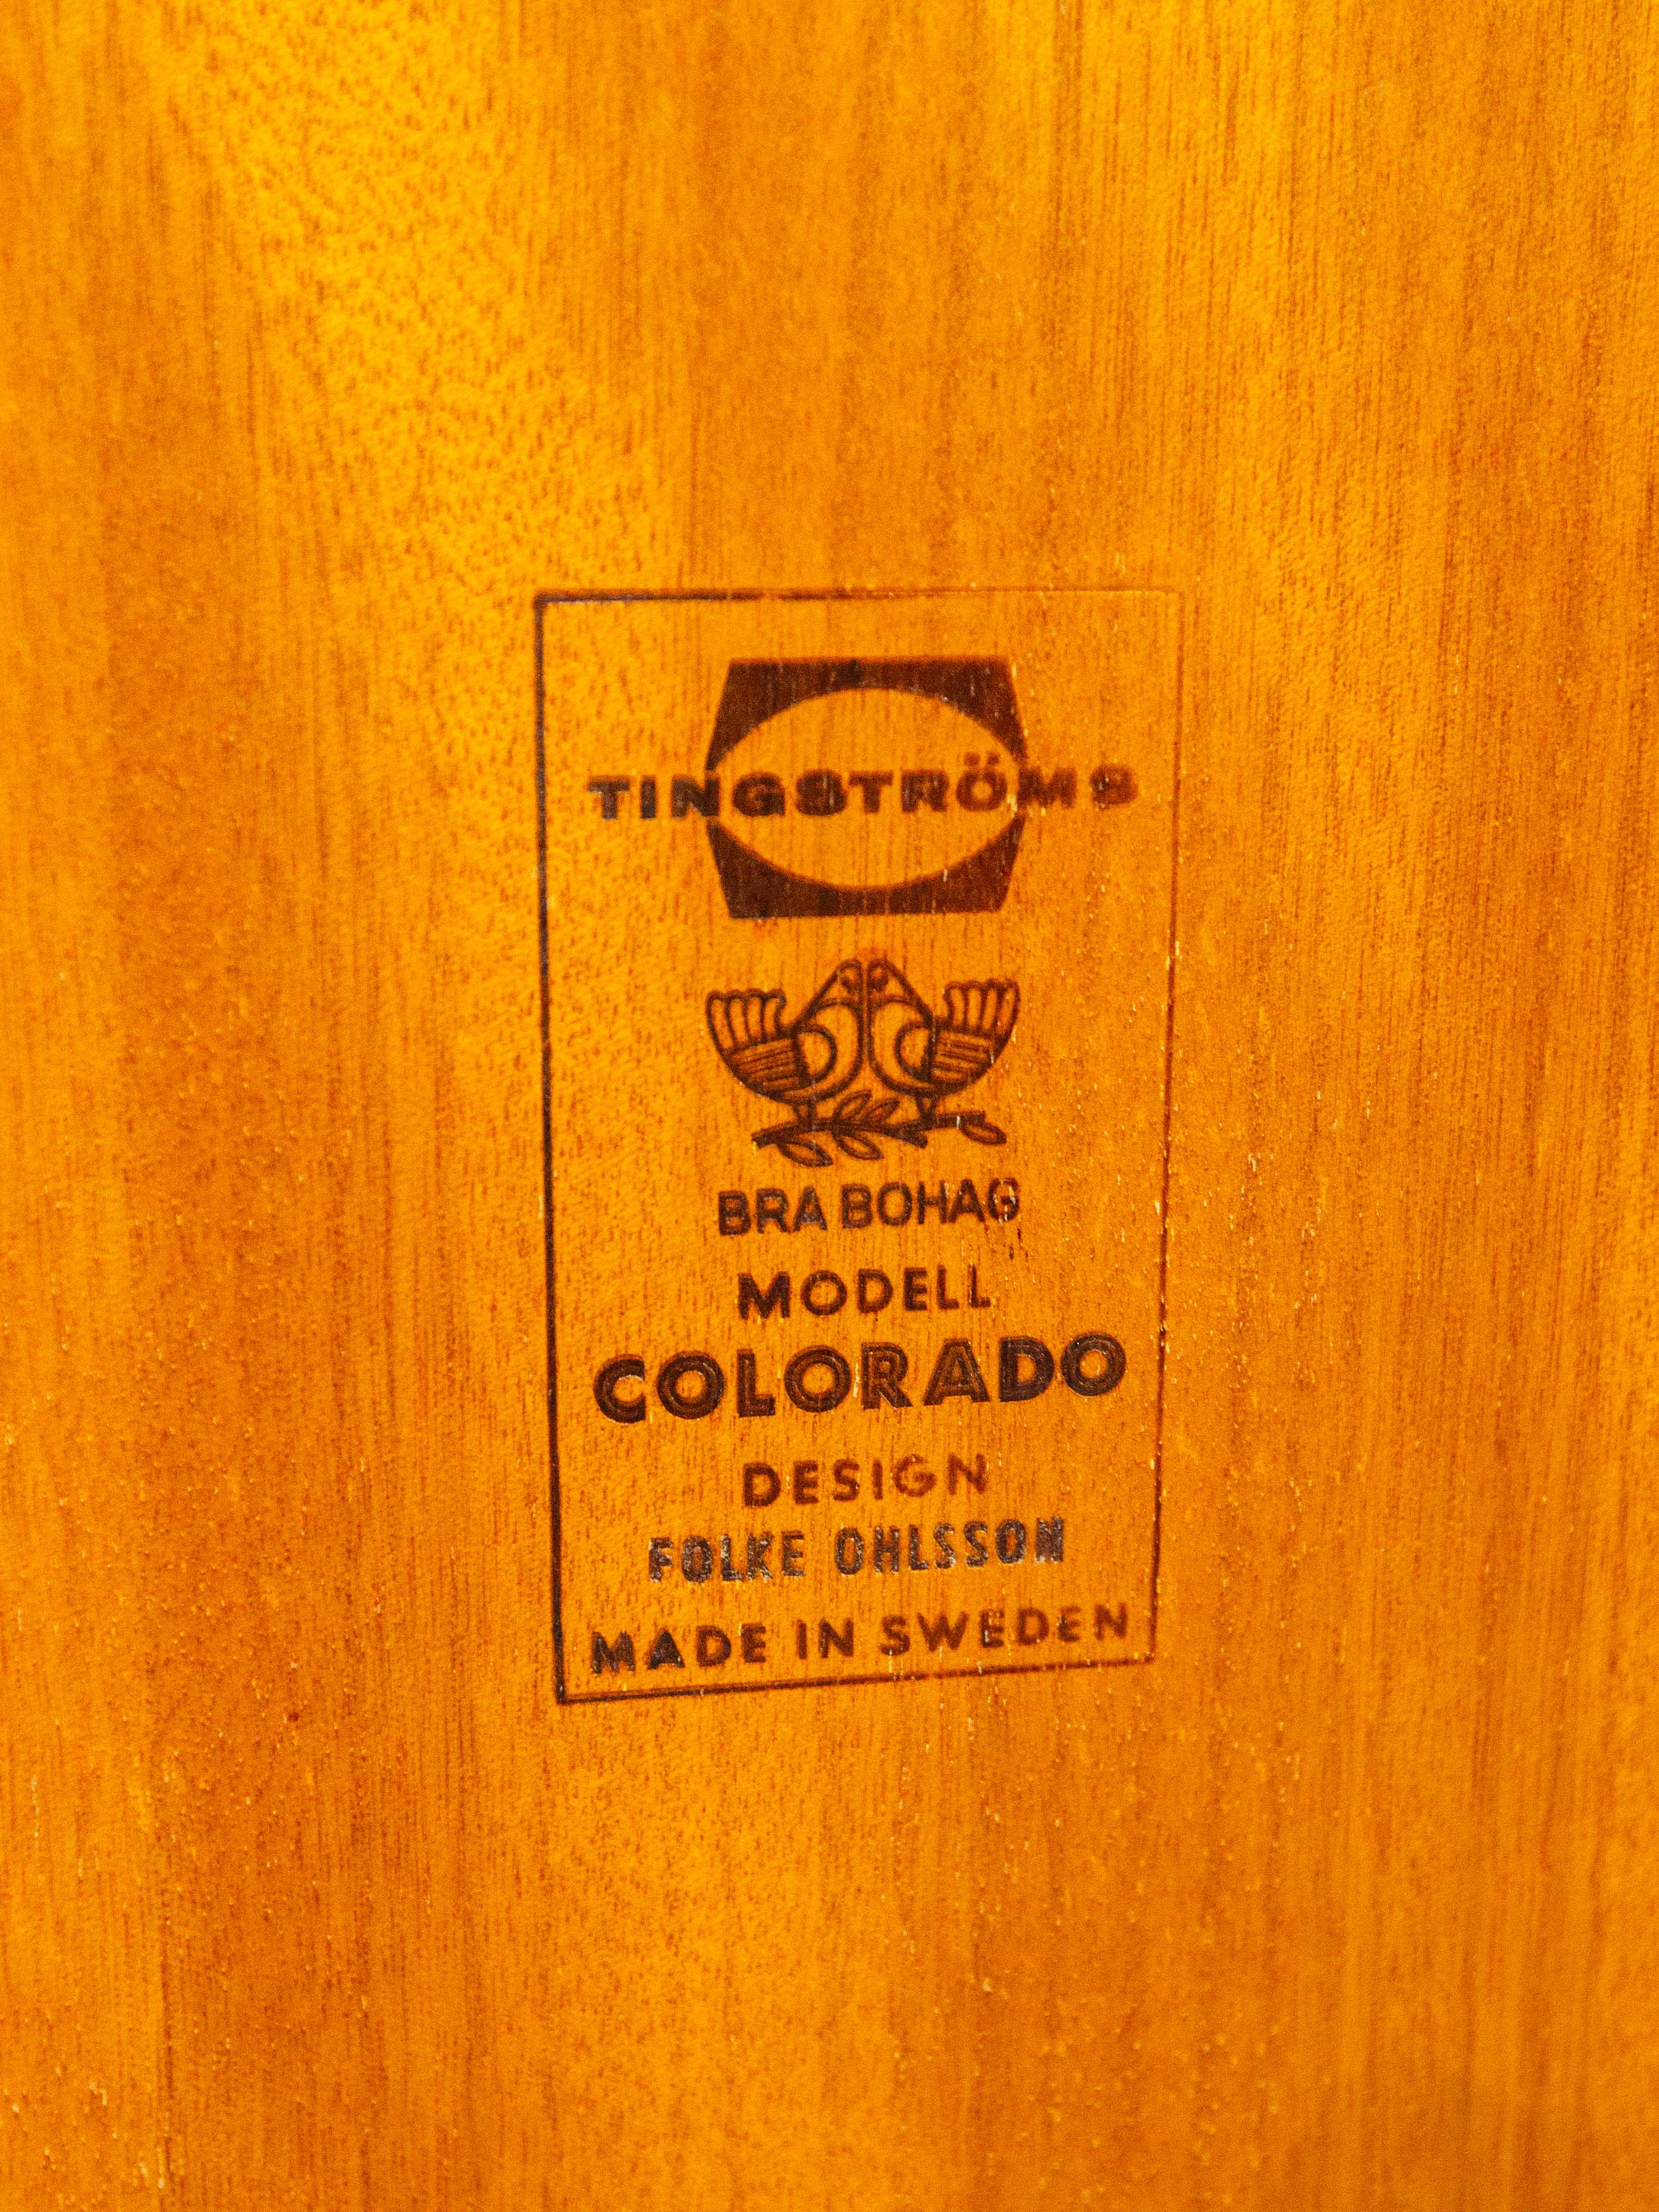 TINGSTRÖMS
BRA BOHAG
MODELL
COLORADO
DESIGN
FOLKE OHLSSON
MADE IN SWEDEN